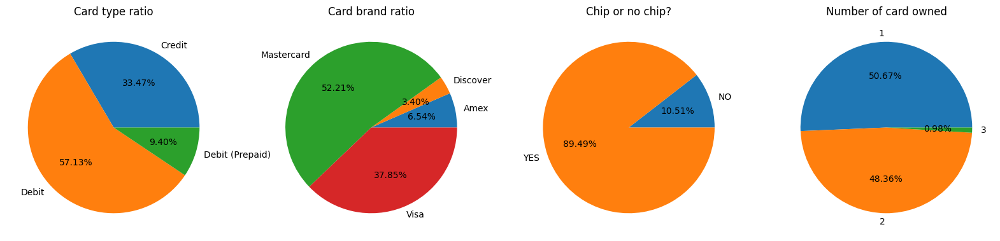 Card type ratio
Credit
33.47%
57.13%
Debit
9.40%
Debit (Prepaid)
Card brand ratio
Mastercard
52.21%
Discover
3.40%
Amex
6.54%
37.85%
Visa
Chip or no chip?
NO
10.51%
89.49%
YES
Number of card owned
1
50.67%
0.98%
3
48.36%
2